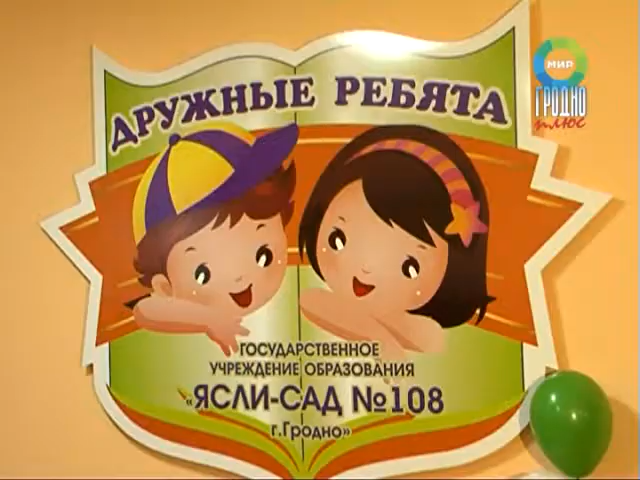 МИР
ГРОДНО
плюс
ДРУЖНЫЕ РЕБЯТА
ГОСУДАРСТВЕННОЕ
УЧРЕЖДЕНИЕ ОБРАЗОВАНИЯ
«ЯСЛИ-САД №108
г.Гродно»